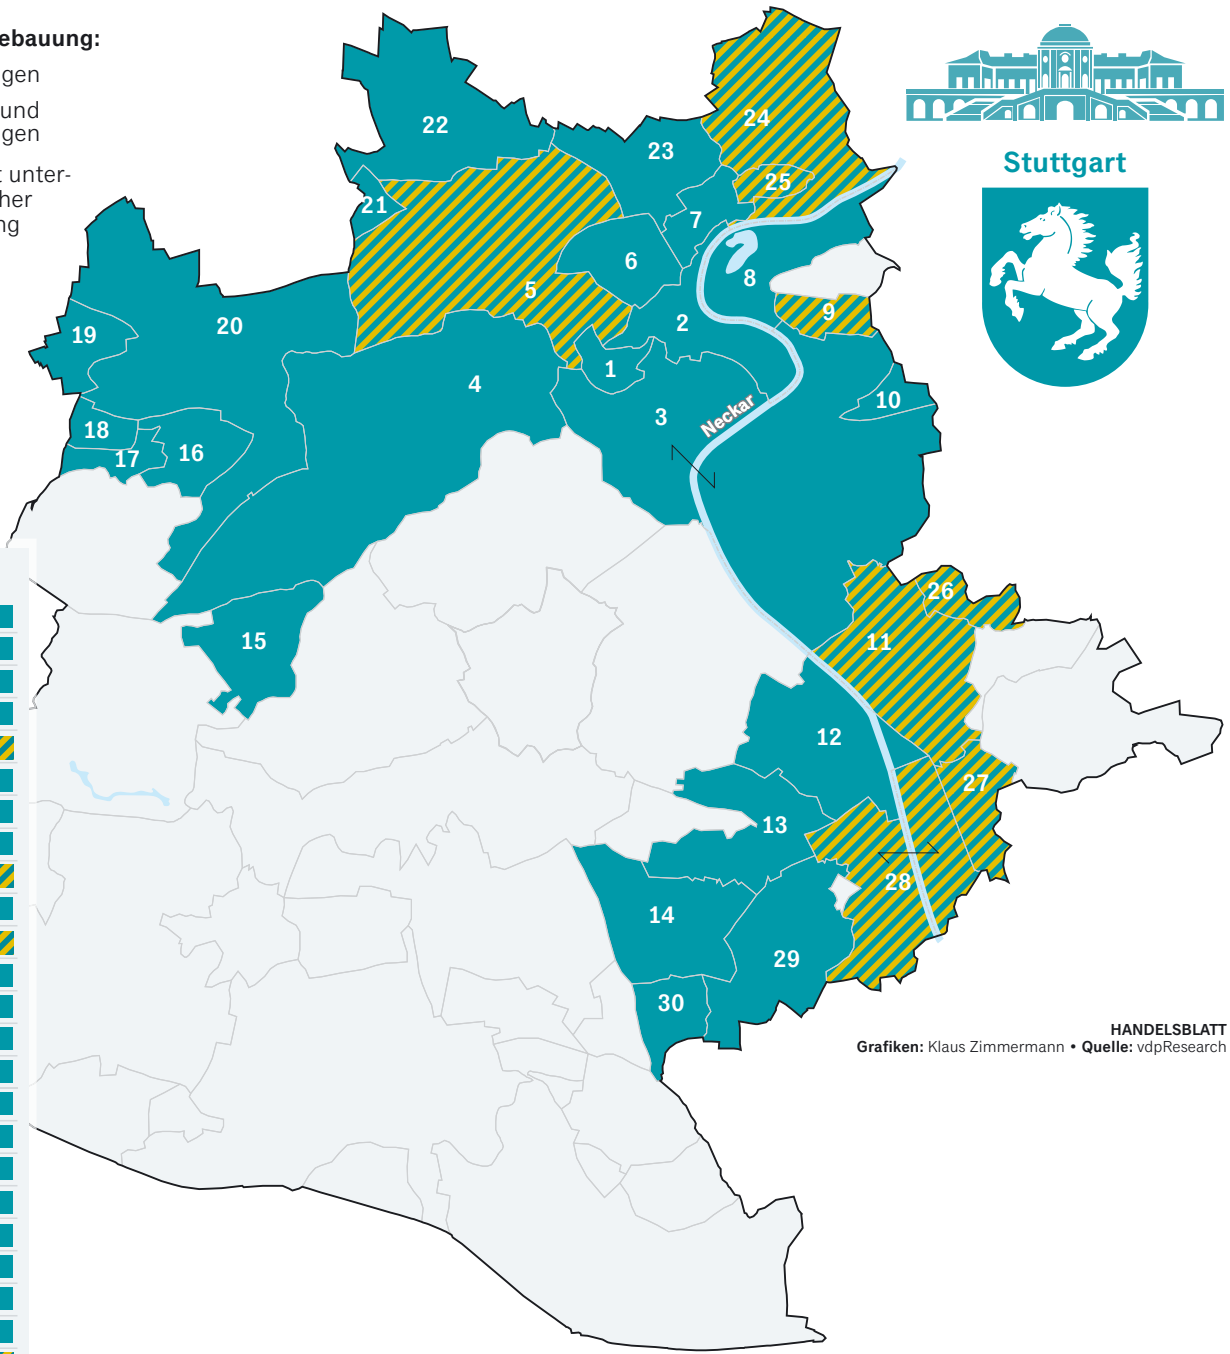 ebauung:
gen
und
gen
t unter-
her
ng
Stuttgart
22
24
23
25
21
7
6
8
5
9
20
2
19
1
4
10
3
Neckar
18
16
17
26
15
11
12
27
13
28
14
29
30
HANDELSBLATT
Grafiken: Klaus Zimmermann • Quelle: vdpResearch